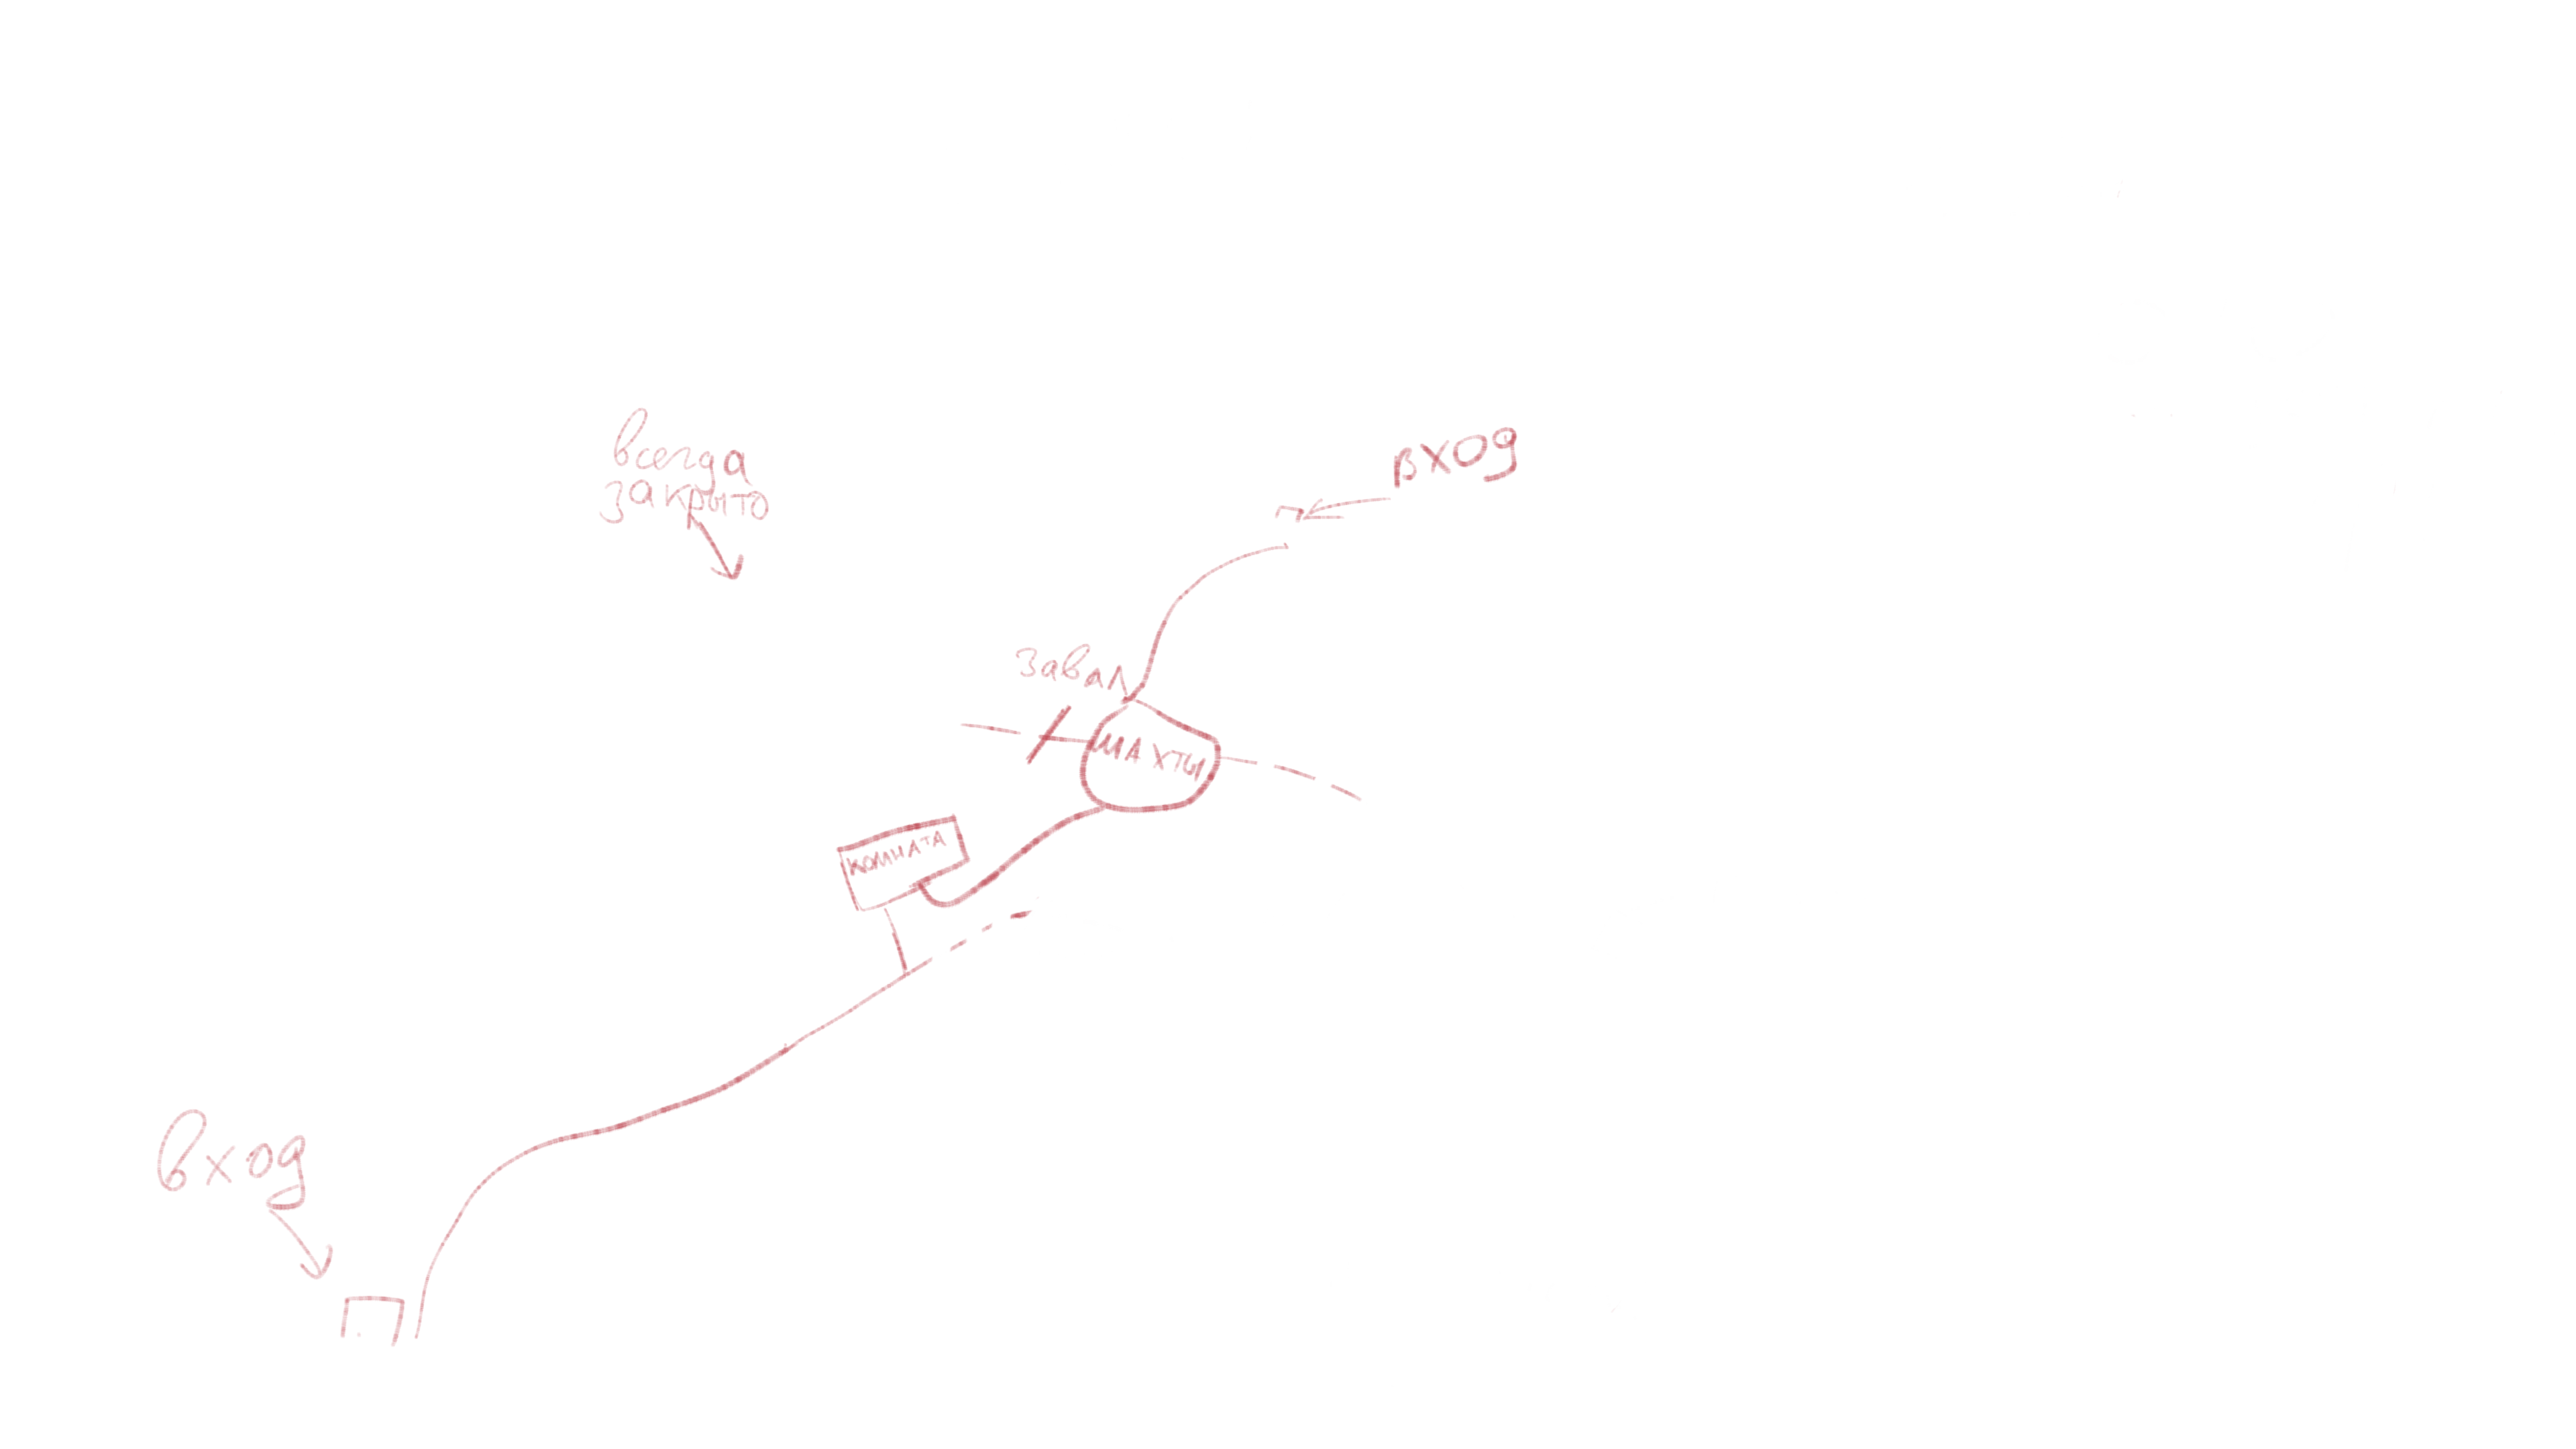 всегда
закрыто
вход
завал
шахты
комната
вход